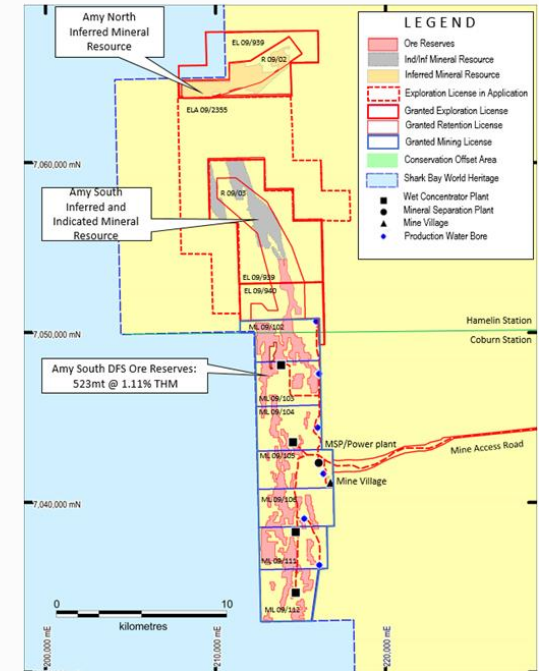 LEGEND
Ore Reserves
Ind/Inf Mineral Resource
Inferred Mineral Resource
Exploration License in Application
Granted Exploration License
Granted Retention License
Granted Mining License
Conservation Offset Area
Shark Bay World Heritage
Wet Concentrator Plant
Mineral Separation Plant
Mine Village
Production Water Bore
Amy North
Inferred Mineral
Resource
EL 09/939
R 09/02
ELA 09/2355
7,060,000 mN
R 09/03
Amy South
Inferred and
Indicated Mineral
Resource
EL 09/939
EL 09/940
ML 09/102
Hamelin Station
7,050,000 mN
Coburn Station
Amy South DFS Ore Reserves:
523mt @ 1.11% THM
ML 09/103
ML 09/104
MSP/Power plant
Mine Access Road
ML 09/105
Mine Village
7,040,000 mN
ML 09/106
ML 09/111
ML 09/112
0
10
kilometres
200,000 mE
210,000 mE
220,000 mE